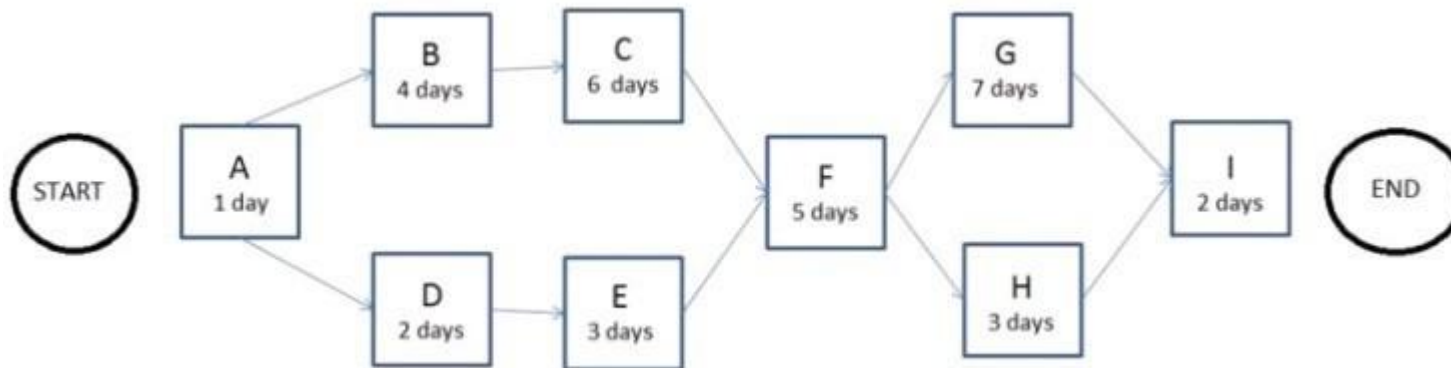 START
A
1 day
B
4 days
C
6 days
D
2 days
E
3 days
F
5 days
G
7 days
H
3 days
I
2 days
END